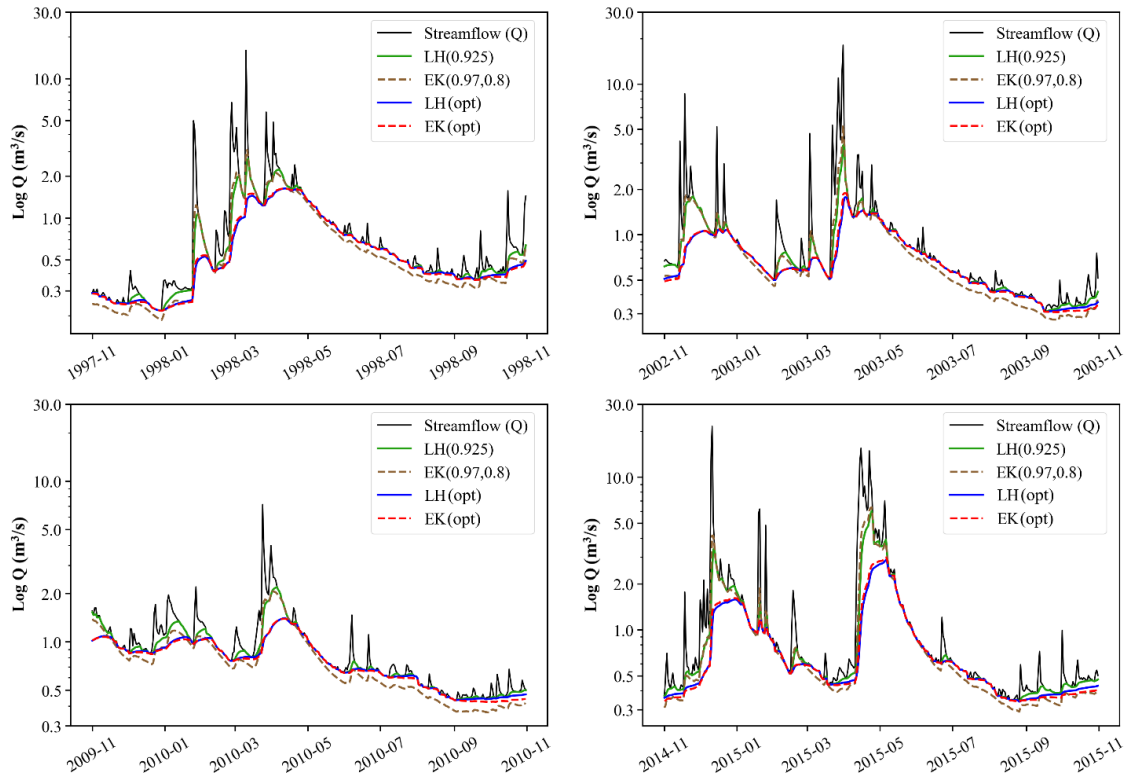 30.0
10.0
5.0
2.0
1.0
0.5
0.3
Log Q (m³/s)
Streamflow (Q)
LH(0.925)
EK(0.97,0.8)
LH(opt)
EK(opt)
1997-11
1998-01
1998-03
1998-05
1998-07
1998-09
1998-11
30.0
10.0
5.0
2.0
1.0
0.5
0.3
Log Q (m³/s)
Streamflow (Q)
LH(0.925)
EK(0.97,0.8)
LH(opt)
EK(opt)
2002-11
2003-01
2003-03
2003-05
2003-07
2003-09
2003-11
30.0
10.0
5.0
2.0
1.0
0.5
0.3
Log Q (m³/s)
Streamflow (Q)
LH(0.925)
EK(0.97,0.8)
LH(opt)
EK(opt)
2009-11
2010-01
2010-03
2010-05
2010-07
2010-09
2010-11
30.0
10.0
5.0
2.0
1.0
0.5
0.3
Log Q (m³/s)
Streamflow (Q)
LH(0.925)
EK(0.97,0.8)
LH(opt)
EK(opt)
2014-11
2015-01
2015-03
2015-05
2015-07
2015-09
2015-11